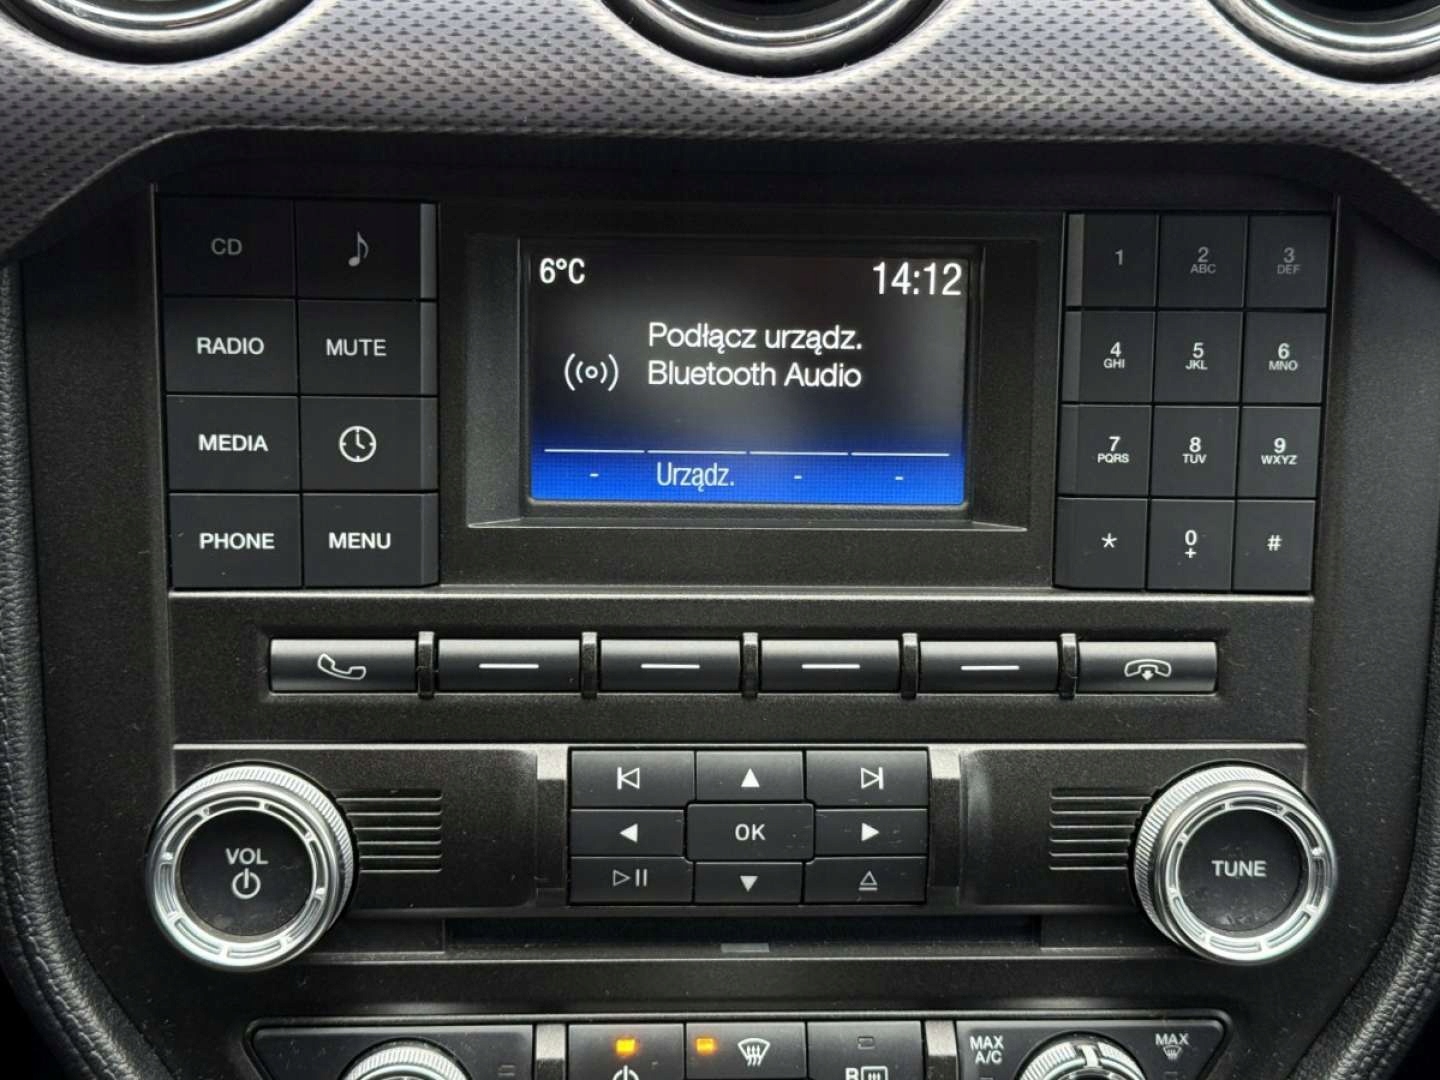 6°C
14:12
Podłącz urządz.
Bluetooth Audio
- Urządz. - -
CD
RADIO
MUTE
MEDIA
PHONE
MENU
1
2
ABC
3
DEF
4
GHI
5
JKL
6
MNO
7
PQRS
8
TUV
9
WXYZ
*
0
+
#
OK
VOL
TUNE
MAX
A/C
MAX
R